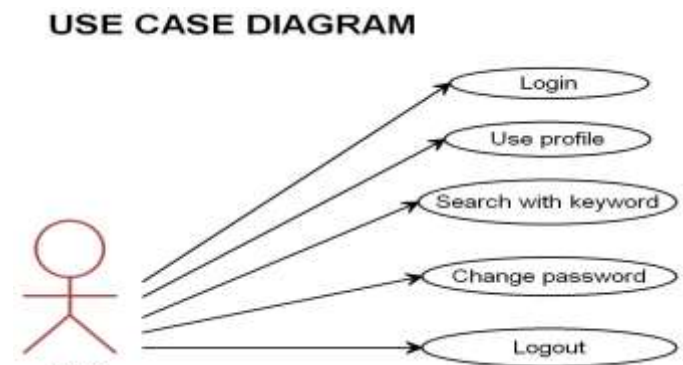 USE CASE DIAGRAM
Login
Use profile
Search with keyword
Change password
Logout